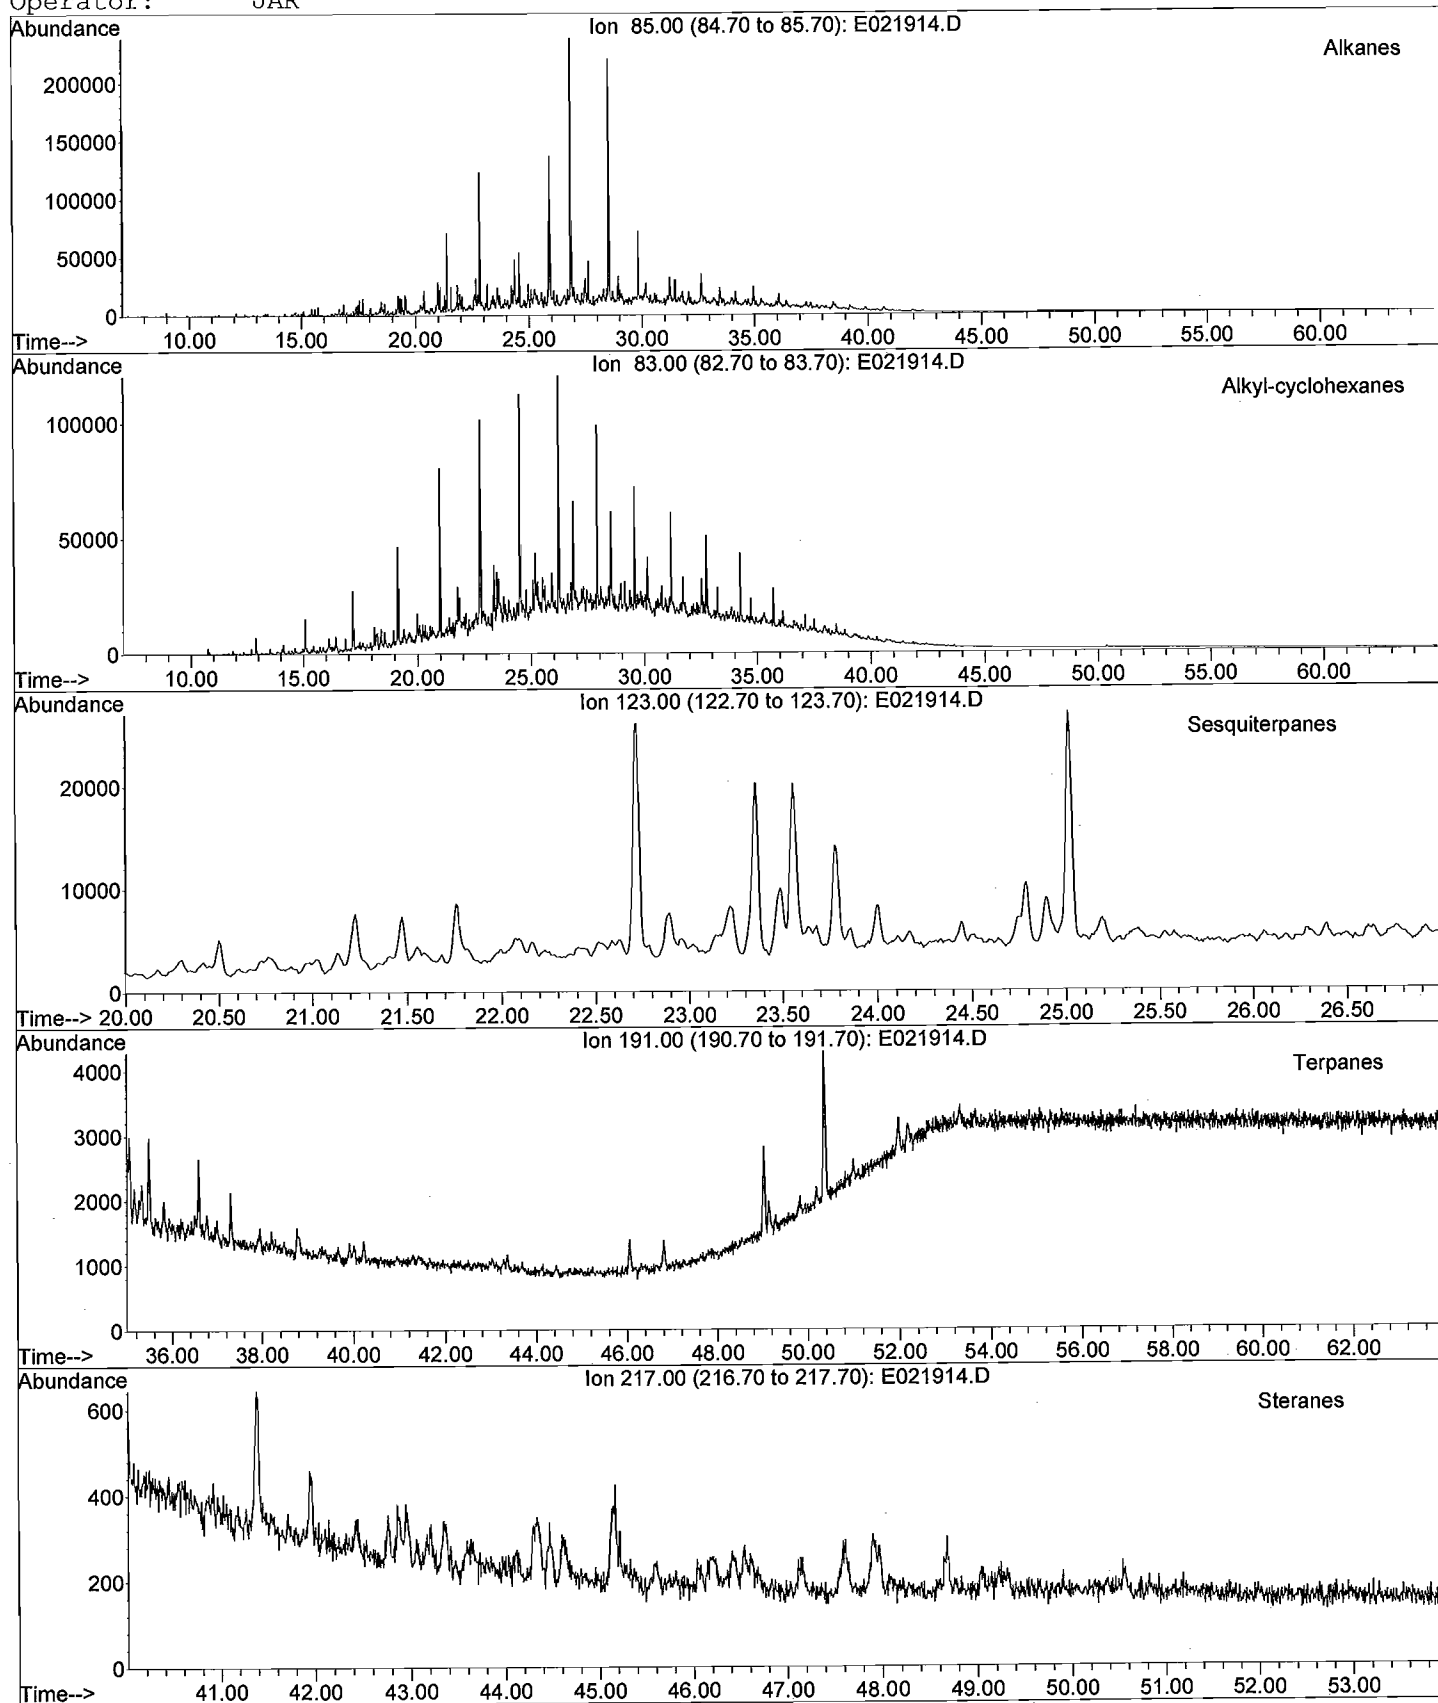 Operator: JAR
Abundance
Ion 85.00 (84.70 to 85.70): E021914.D
Alkanes
200000
150000
100000
50000
0
Time-->
10.00 15.00 20.00 25.00 30.00 35.00 40.00 45.00 50.00 55.00 60.00
Abundance
Ion 83.00 (82.70 to 83.70): E021914.D
Alkyl-cyclohexanes
100000
50000
0
Time-->
10.00 15.00 20.00 25.00 30.00 35.00 40.00 45.00 50.00 55.00 60.00
Abundance
Ion 123.00 (122.70 to 123.70): E021914.D
Sesquiterpanes
20000
10000
0
Time-->
20.00 20.50 21.00 21.50 22.00 22.50 23.00 23.50 24.00 24.50 25.00 25.50 26.00 26.50
Abundance
Ion 191.00 (190.70 to 191.70): E021914.D
Terpanes
4000
3000
2000
1000
0
Time-->
36.00 38.00 40.00 42.00 44.00 46.00 48.00 50.00 52.00 54.00 56.00 58.00 60.00 62.00
Abundance
Ion 217.00 (216.70 to 217.70): E021914.D
Steranes
600
400
200
0
Time-->
41.00 42.00 43.00 44.00 45.00 46.00 47.00 48.00 49.00 50.00 51.00 52.00 53.00